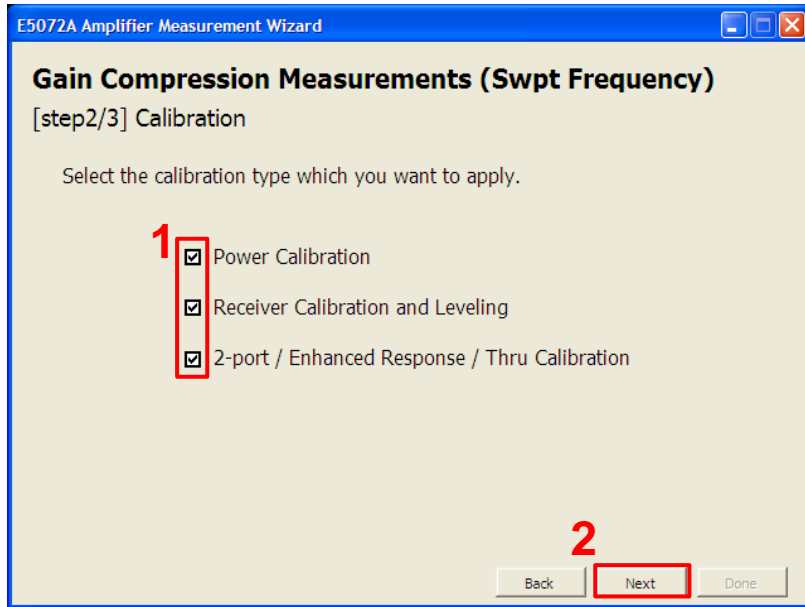 E5072A Amplifier Measurement Wizard
Gain Compression Measurements (Swpt Frequency)
[step2/3] Calibration
Select the calibration type which you want to apply.
1
Power Calibration
Receiver Calibration and Leveling
2-port / Enhanced Response / Thru Calibration
2
Back Next Done